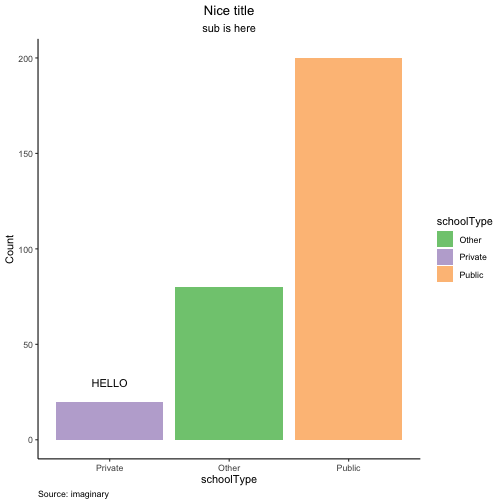 Nice title
sub is here
Count
200
150
100
50
0
HELLO
Private
Other
Public
schoolType
schoolType
Other
Private
Public
Source: imaginary